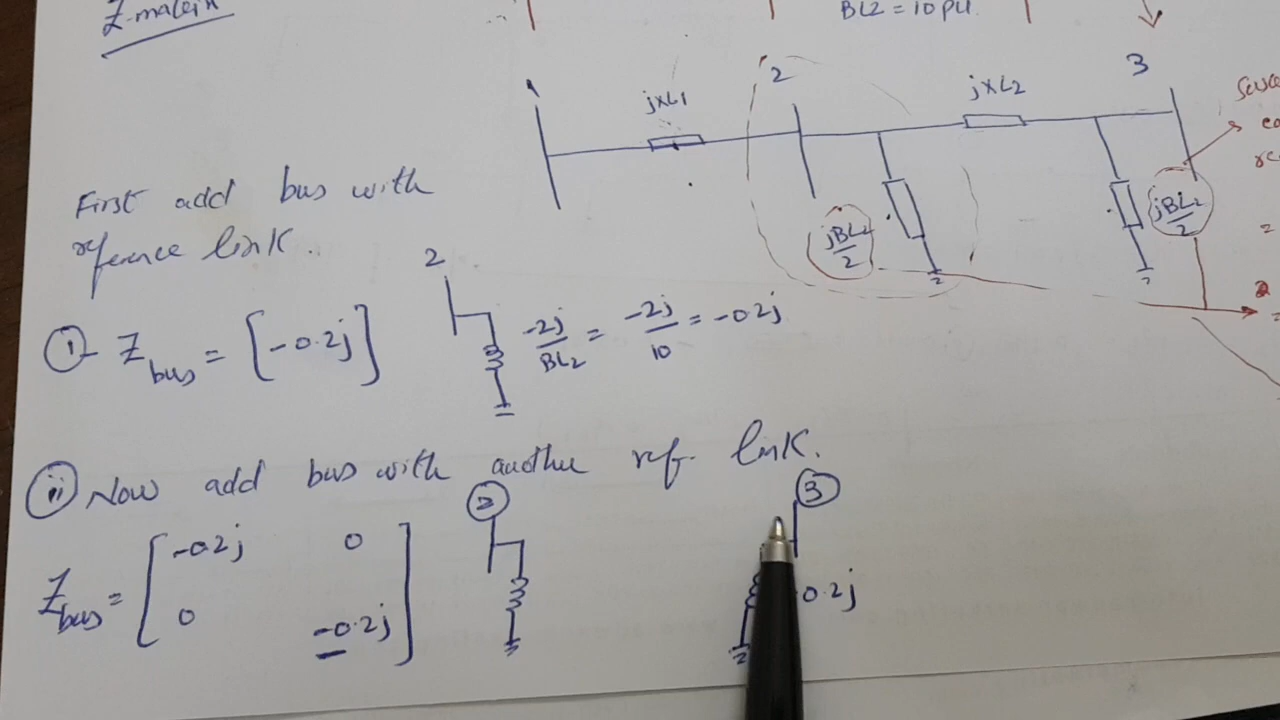 Z-matrix
BL2 = 10 PU.
1
jXL1
2
jXL2
3
jBL2/2
jBL2/2
First add bus with
reference link.
2
① Zbus = [-0.2j]
-2j/BL2 = -2j/10 = -0.2j
② Now add bus with another ref. link.
Zbus = [-0.2j 0
0 -0.2j]
②
③
-0.2j